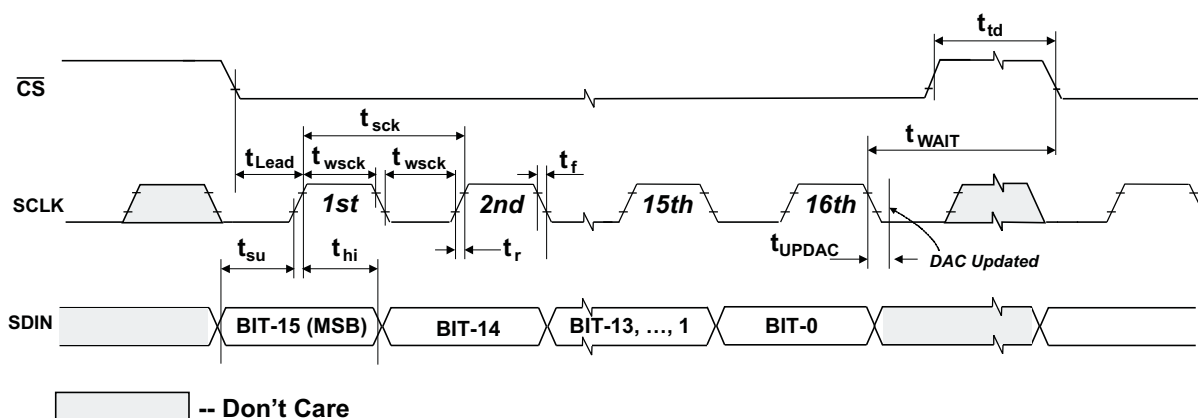 t_td
CS
t_sck
t_WAIT
t_Lead
t_wsck
t_wsck
t_f
SCLK
1st
2nd
15th
16th
t_su
t_hi
t_r
t_UPDAC
DAC Updated
SDIN
BIT-15 (MSB)
BIT-14
BIT-13, ..., 1
BIT-0
-- Don't Care